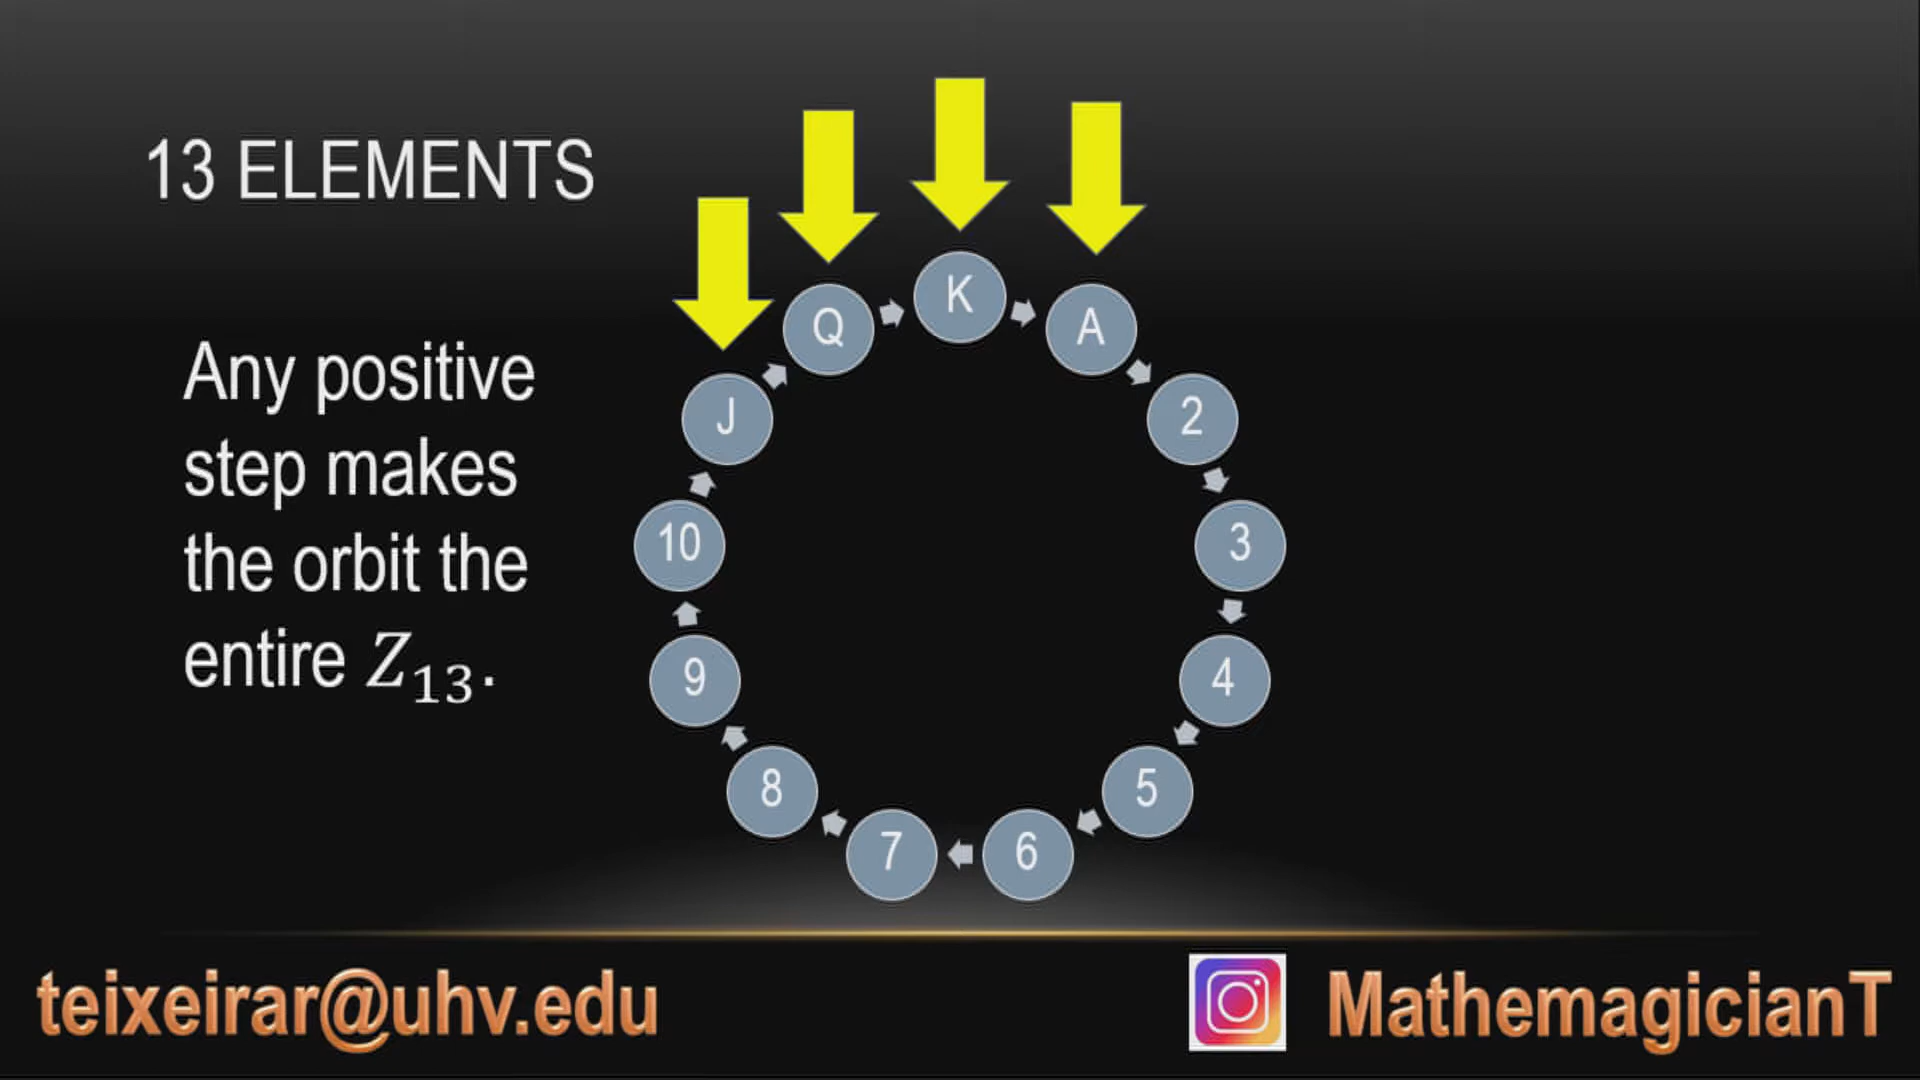 13 ELEMENTS
Any positive
step makes
the orbit the
entire Z₁₃.
K
A
2
3
4
5
6
7
8
9
10
J
Q
teixeirar@uhv.edu
MathemagicianT